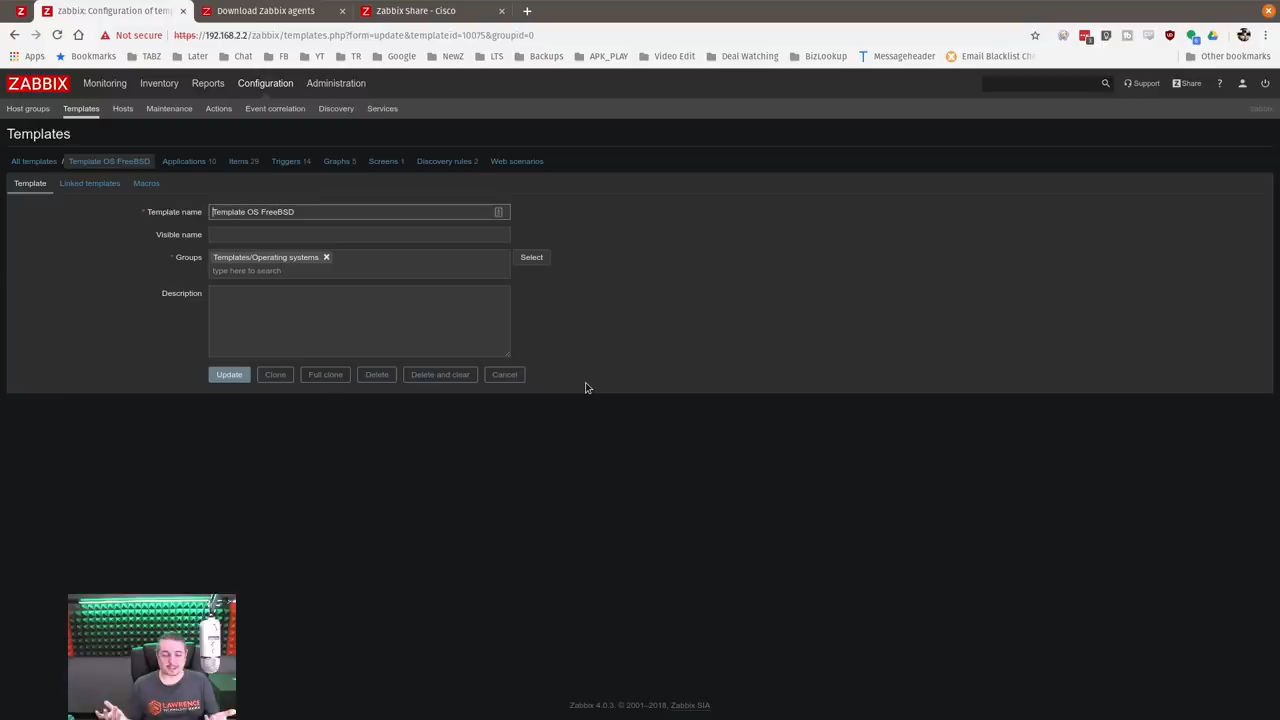 zabbix: Configuration of temp
Download Zabbix agents
Zabbix Share - Cisco
Not secure
https://192.168.2.2/zabbix/templates.php?form=update&templateid=10075&groupid=0
Apps
Bookmarks
TABZ
Later
Chat
FB
YT
TR
Google
NewZ
LTS
Backups
APK_PLAY
Video Edit
Deal Watching
BizLookup
Messageheader
Email Blacklist Che
Other bookmarks
ZABBIX
Monitoring
Inventory
Reports
Configuration
Administration
Support
Share
?
Host groups
Templates
Hosts
Maintenance
Actions
Event correlation
Discovery
Services
zabbix
Templates
All templates / Template OS FreeBSD
Applications 10
Items 29
Triggers 14
Graphs 5
Screens 1
Discovery rules 2
Web scenarios
Template
Linked templates
Macros
* Template name
Template OS FreeBSD
Visible name
* Groups
Templates/Operating systems
Select
type here to search
Description
Update
Clone
Full clone
Delete
Delete and clear
Cancel
LAWRENCE
Zabbix 4.0.3. © 2001–2018, Zabbix SIA